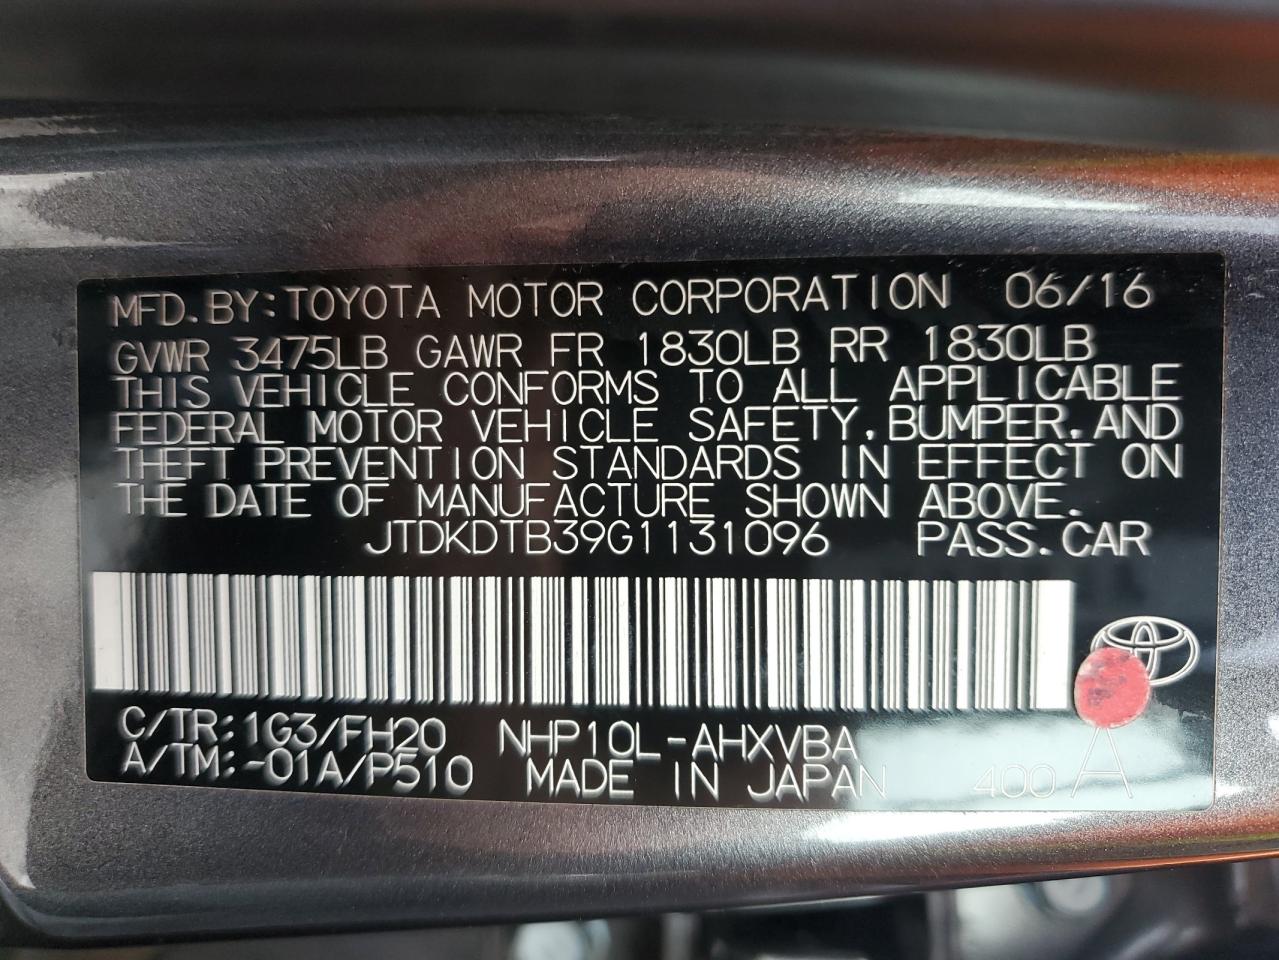 MFD. BY: TOYOTA MOTOR CORPORATION 06/16
GVWR 3475LB GAWR FR 1830LB RR 1830LB
THIS VEHICLE CONFORMS TO ALL APPLICABLE
FEDERAL MOTOR VEHICLE SAFETY, BUMPER, AND
THEFT PREVENTION STANDARDS IN EFFECT ON
THE DATE OF MANUFACTURE SHOWN ABOVE.
JTDKDTB39G1131096 PASS. CAR
C/TR: 1G3/FH20 NHP10L-AHXVBA
A/TM: -01A/P510 MADE IN JAPAN 400 A